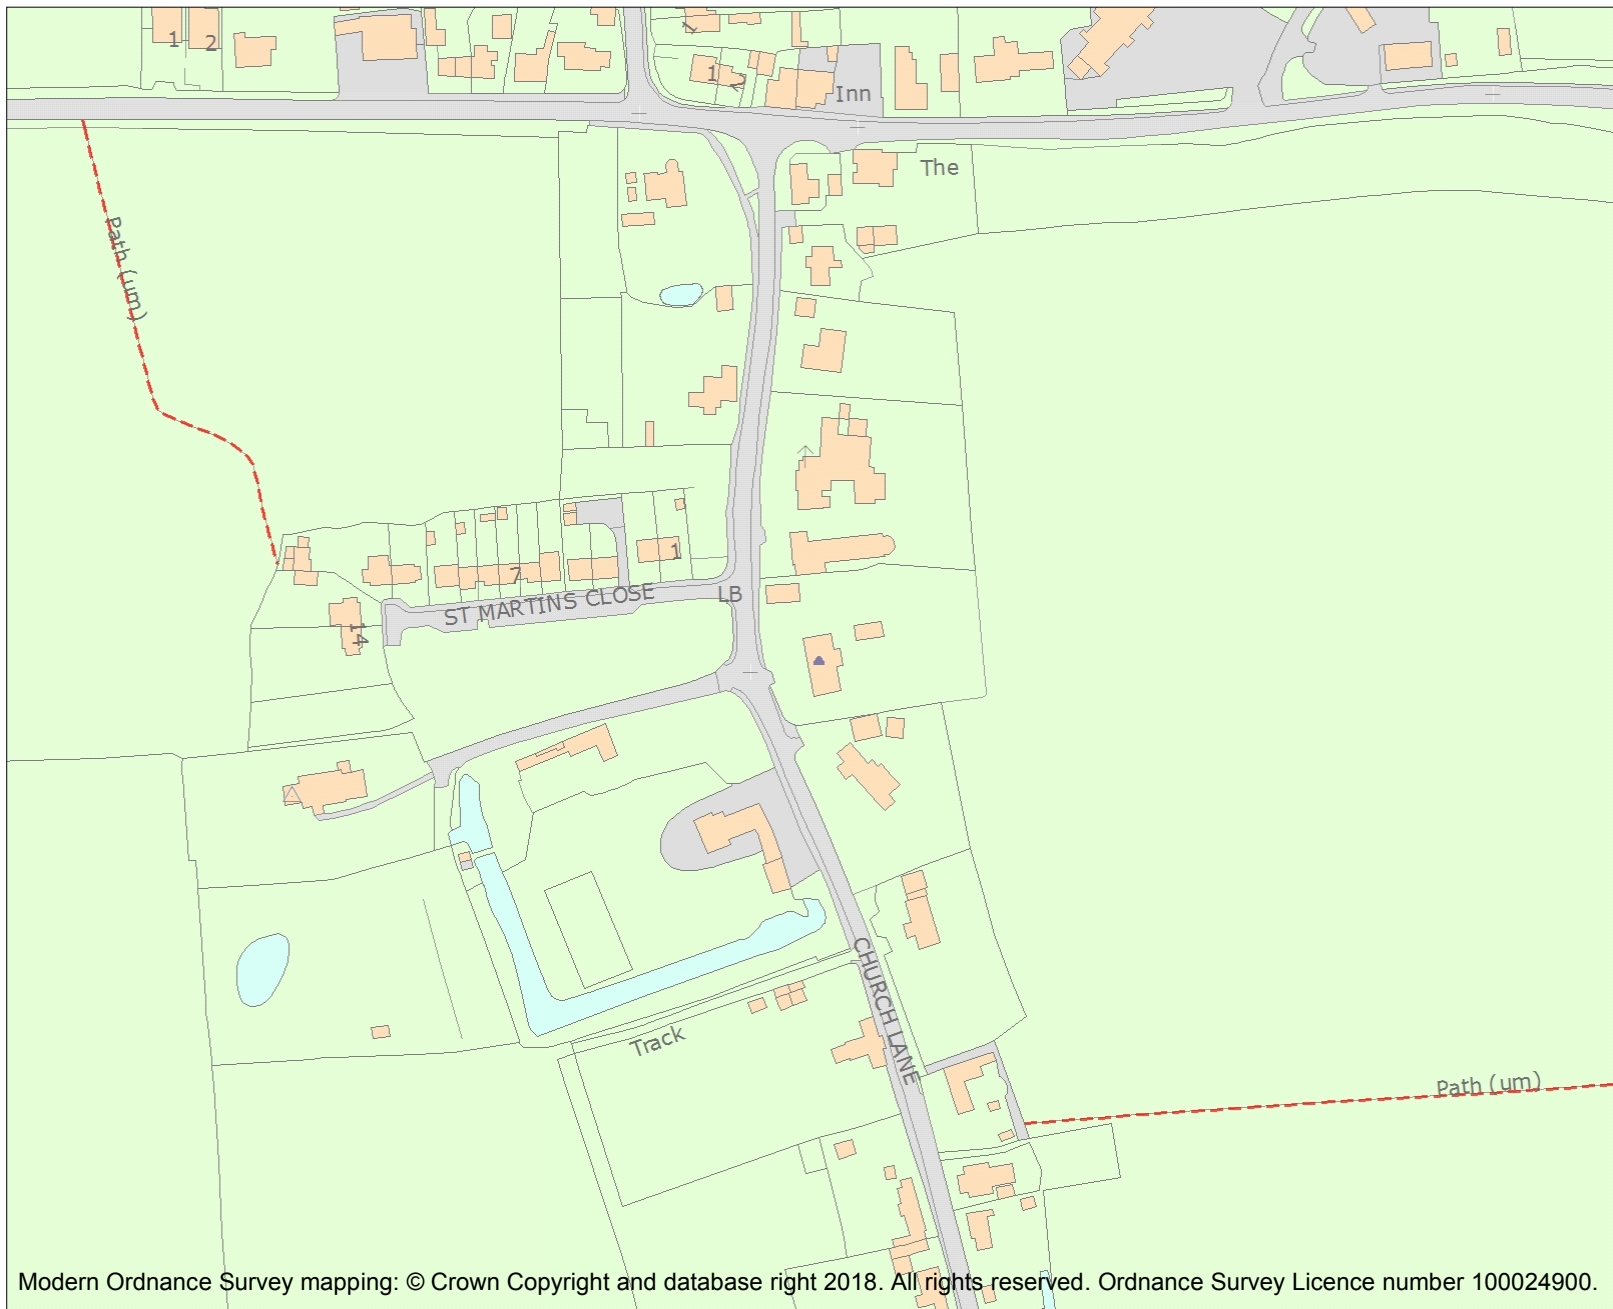 1 2
1
1 2
Inn
The
Path (um)
1
7
ST MARTINS CLOSE
LB
14
CHURCH LANE
Track
Path (um)
Modern Ordnance Survey mapping: © Crown Copyright and database right 2018. All rights reserved. Ordnance Survey Licence number 100024900.